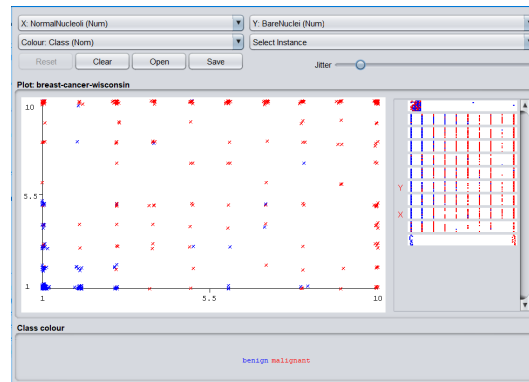 X: NormalNucleoli (Num)
Y: BareNuclei (Num)
Colour: Class (Nom)
Select Instance
Reset
Clear
Open
Save
Jitter
Plot: breast-cancer-wisconsin
10
5.5
1
1
5.5
10
Y
X
Class colour
benign malignant